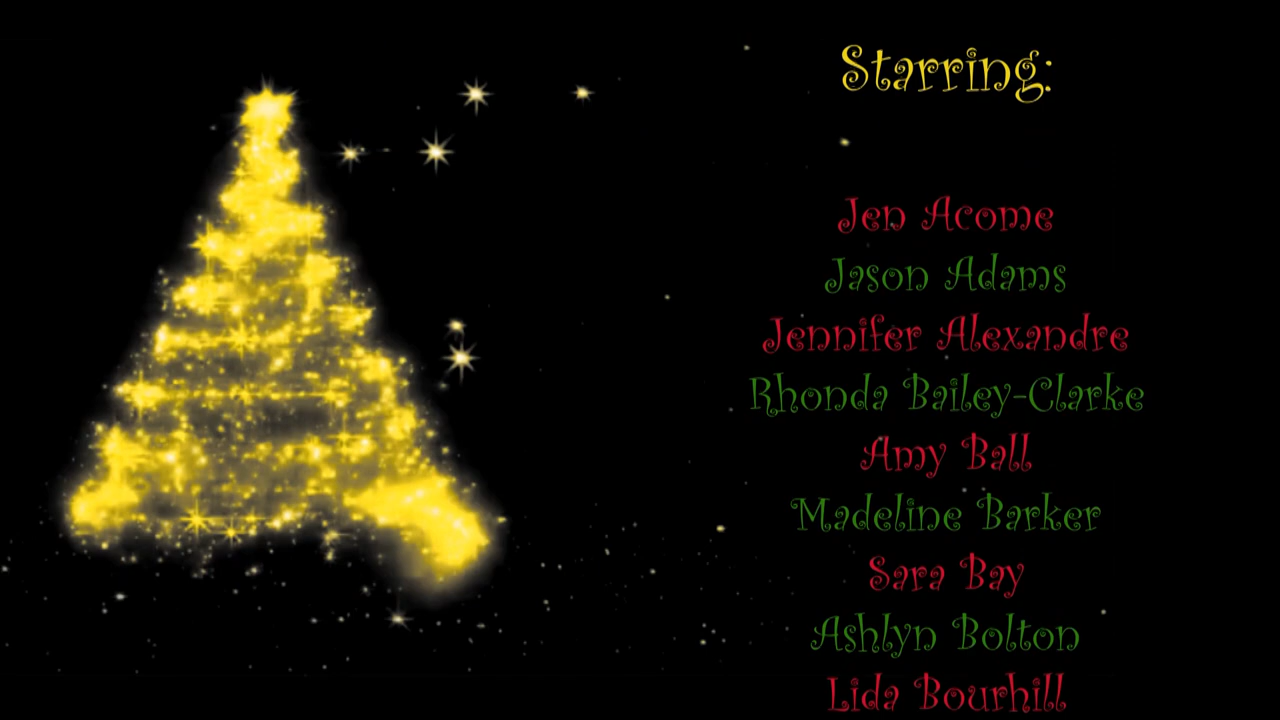 Starring:
Jen Acome
Jason Adams
Jennifer Alexandre
Rhonda Bailey-Clarke
Amy Ball
Madeline Barker
Sara Bay
Ashlyn Bolton
Lida Bourhill